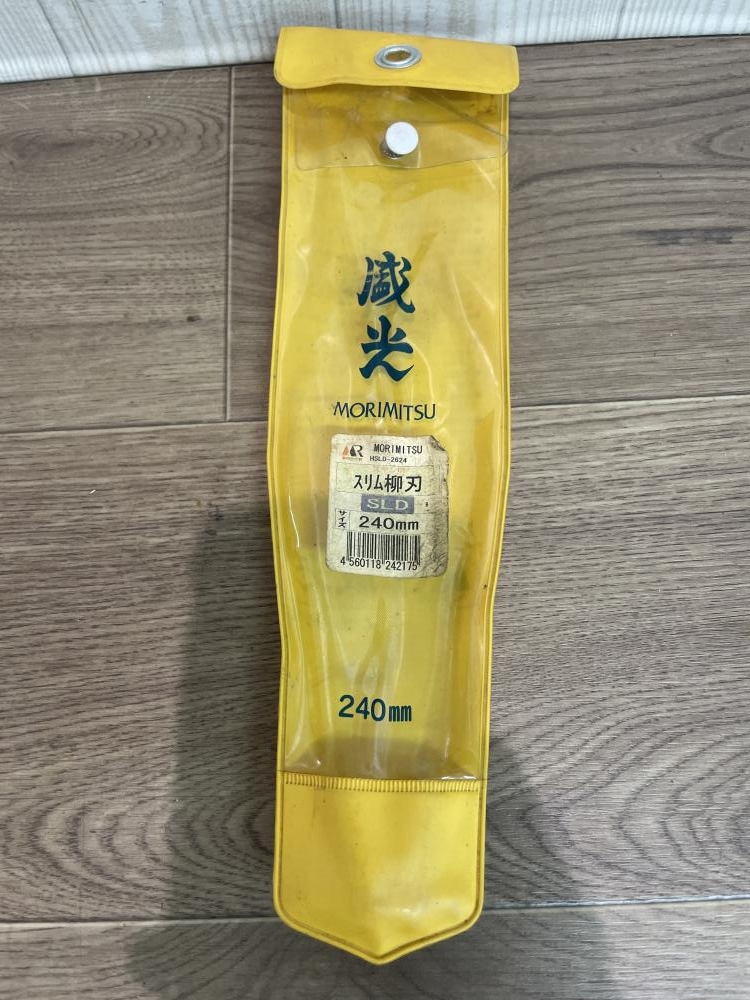 盛光
MORIMITSU
MORIMITSU
HSLD-2624
スリム柳刃
SLD
サイズ 240mm
4 560118 242175
240mm